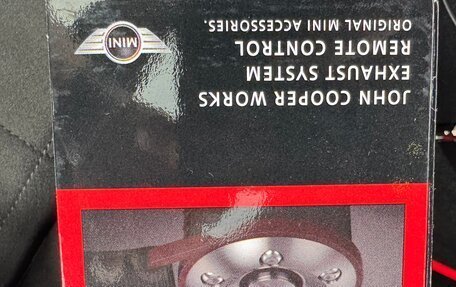 JOHN COOPER WORKS
EXHAUST SYSTEM
REMOTE CONTROL
ORIGINAL MINI ACCESSORIES.
MINI